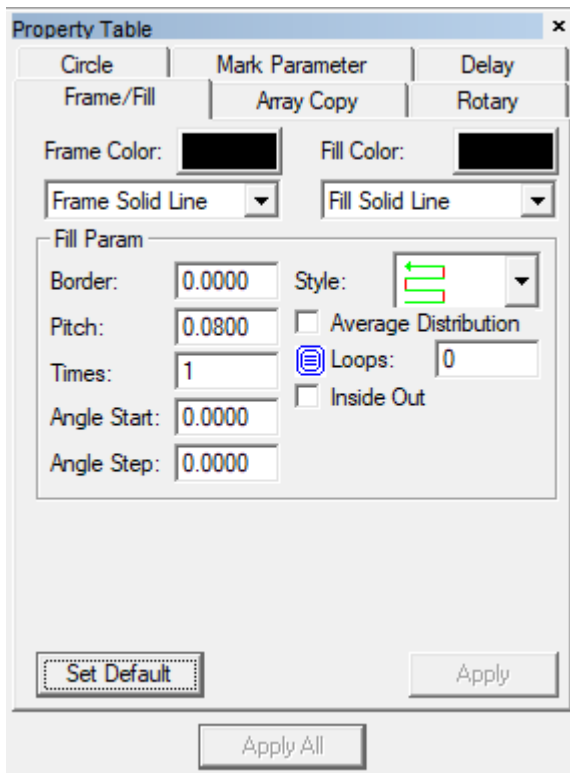 Property Table ×
Circle Mark Parameter Delay
Frame/Fill Array Copy Rotary
Frame Color: Fill Color:
Frame Solid Line Fill Solid Line
Fill Param
Border: 0.0000 Style:
Pitch: 0.0800 Average Distribution
Times: 1 Loops: 0
Inside Out
Angle Start: 0.0000
Angle Step: 0.0000
Set Default Apply
Apply All